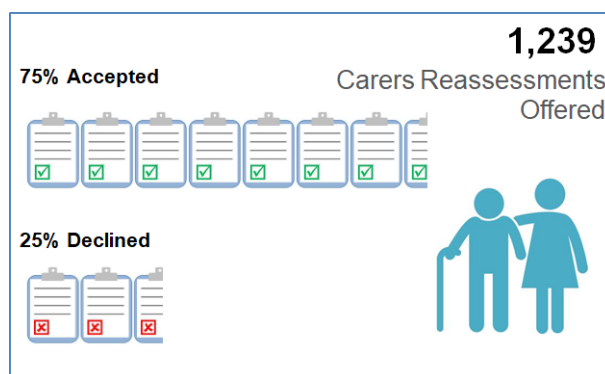 1,239
75% Accepted
Carers Reassessments
Offered
25% Declined